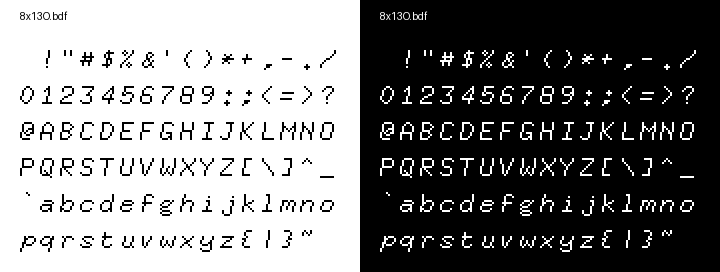 8x13O.bdf
!"#$%&'()*+,-./
0123456789:;<=>?
@ABCDEFGHIJKLMNO
PQRSTUVWXYZ[\]^_
`abcdefghijklmno
pqrstuvwxyz{|}~
8x13O.bdf
!"#$%&'()*+,-./
0123456789:;<=>?
@ABCDEFGHIJKLMNO
PQRSTUVWXYZ[\]^_
`abcdefghijklmno
pqrstuvwxyz{|}~